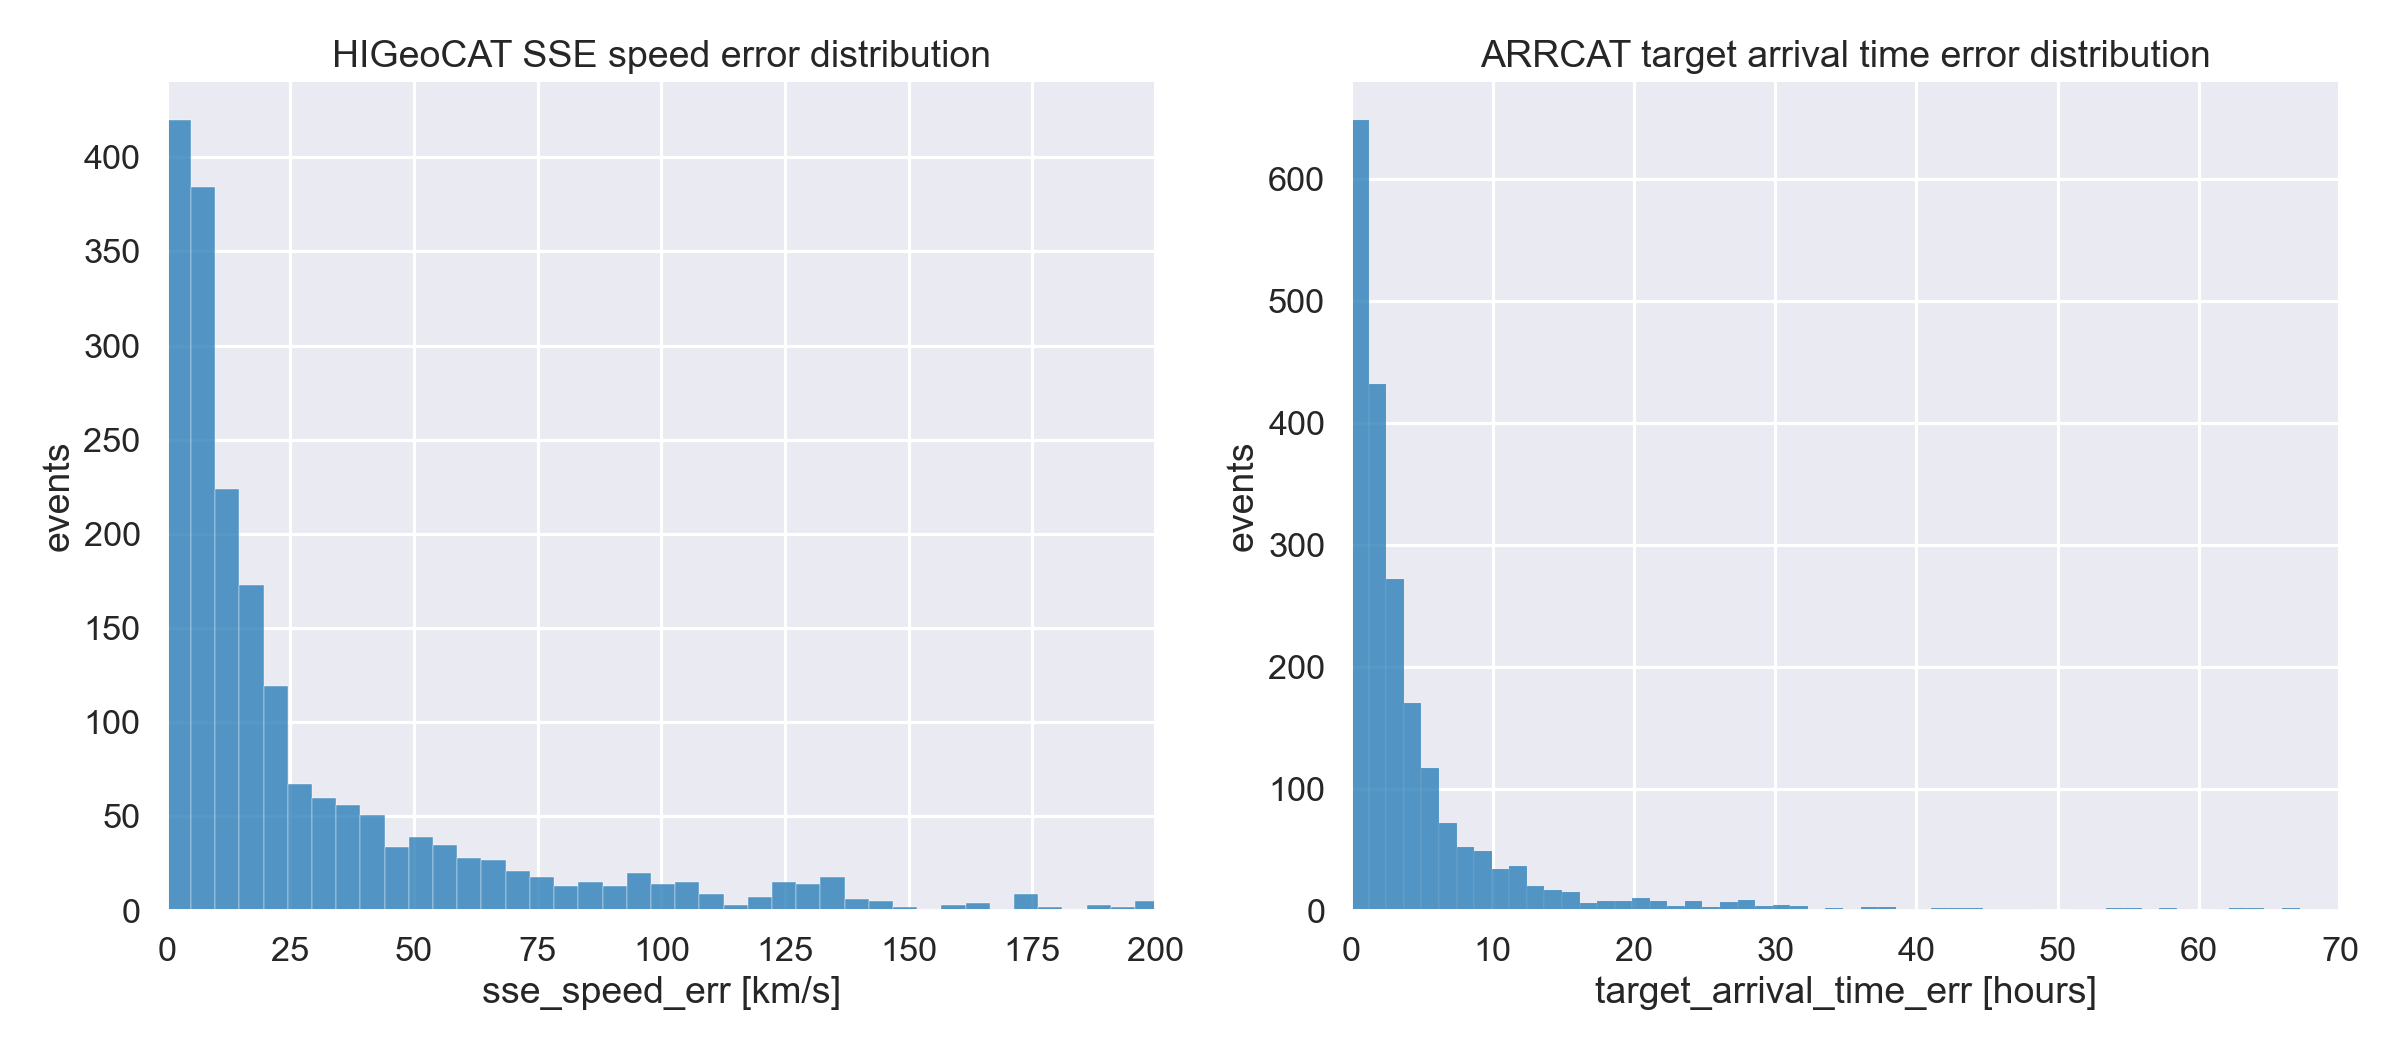 HIGeoCAT SSE speed error distribution
events
400
350
300
250
200
150
100
50
0
0 25 50 75 100 125 150 175 200
sse_speed_err [km/s]
ARRCAT target arrival time error distribution
events
600
500
400
300
200
100
0
0 10 20 30 40 50 60 70
target_arrival_time_err [hours]